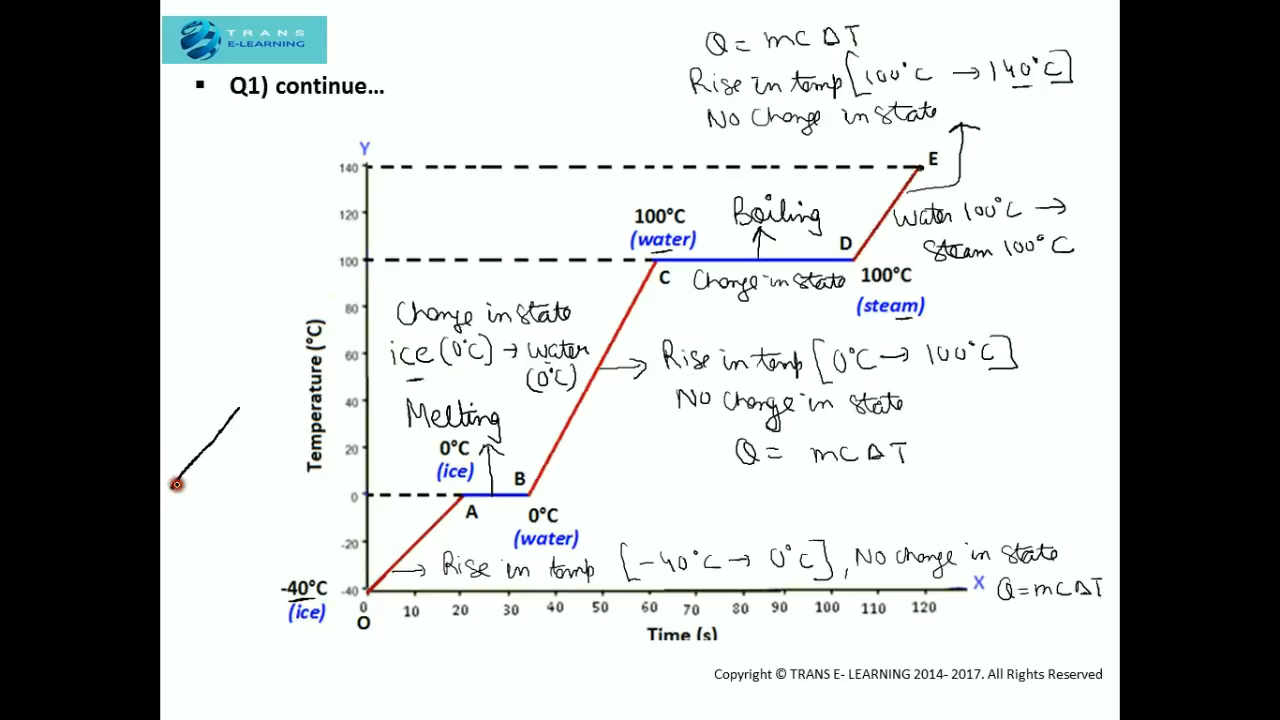 TRANS
E-LEARNING
Q1) continue...
Q = mCΔT
Rise in temp [100°C → 140°C]
No Change in state
Y
140
E
120
100°C
(water)
Boiling
D
Water 100°C →
Steam 100°C
100
C
Change in state
100°C
(steam)
80
Change in state
ice (0°C) → water
(0°C)
60
Rise in temp [0°C → 100°C]
No Change in state
40
Melting
Q = mCΔT
20
0°C
(ice)
B
0
A
0°C
(water)
-20
Rise in temp [-40°C → 0°C], No change in state
Q = mCΔT
-40°C
(ice)
-40
X
0 10 20 30 40 50 60 70 80 90 100 110 120
O
Time (s)
Temperature (°C)
Copyright © TRANS E- LEARNING 2014- 2017. All Rights Reserved